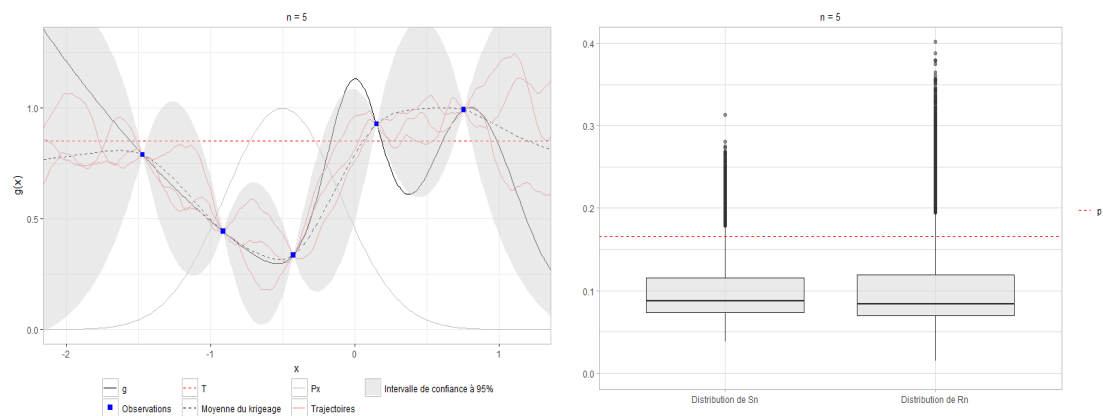 n = 5
g(x)
1.0
0.5
0.0
-2
-1
0
1
x
g
T
Px
Intervalle de confiance à 95%
Observations
Moyenne du krigeage
Trajectoires
n = 5
0.4
0.3
0.2
0.1
0.0
Distribution de Sn
Distribution de Rn
p